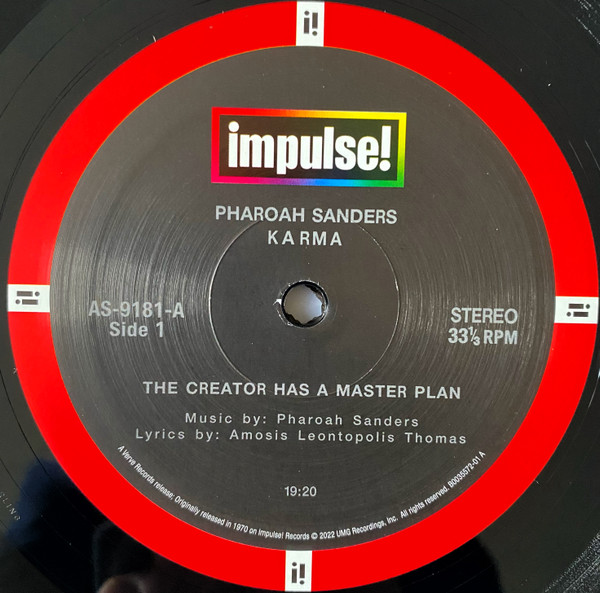 i!
impulse!
PHAROAH SANDERS
KARMA
i!
AS-9181-A
Side 1
STEREO
33⅓ RPM
i!
THE CREATOR HAS A MASTER PLAN
Music by: Pharoah Sanders
Lyrics by: Amosis Leontopolis Thomas
19:20
A Verve Records release. Originally released in 1970 on Impulse! Records © 2022 UMG Recordings, Inc. All rights reserved. B0035572-01 A
i!